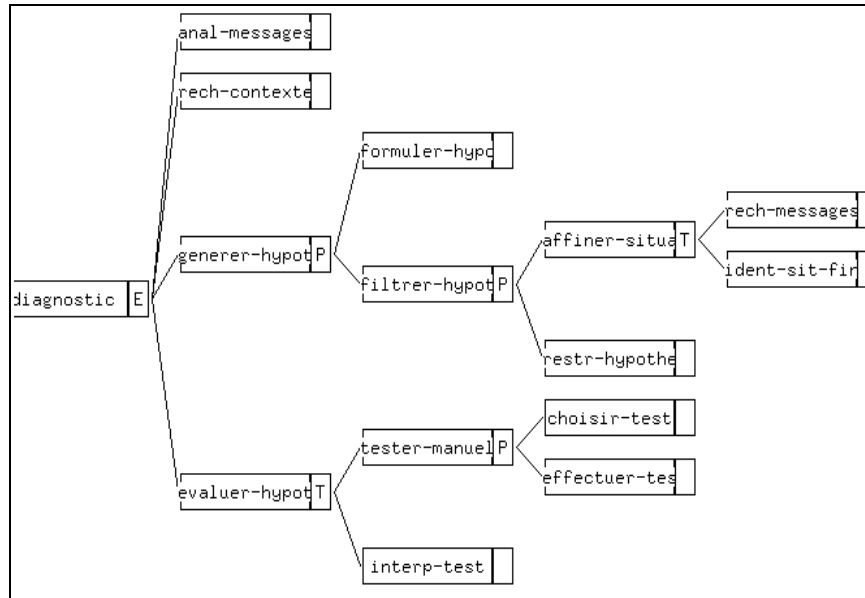 anal-messages
rech-contexte
formuler-hypo
rech-messages
affiner-situa T
generer-hypot P
ident-sit-fin
filtrer-hypot P
diagnostic E
restr-hypothe
choisir-test
tester-manuel P
effectuer-tes
evaluer-hypot T
interp-test